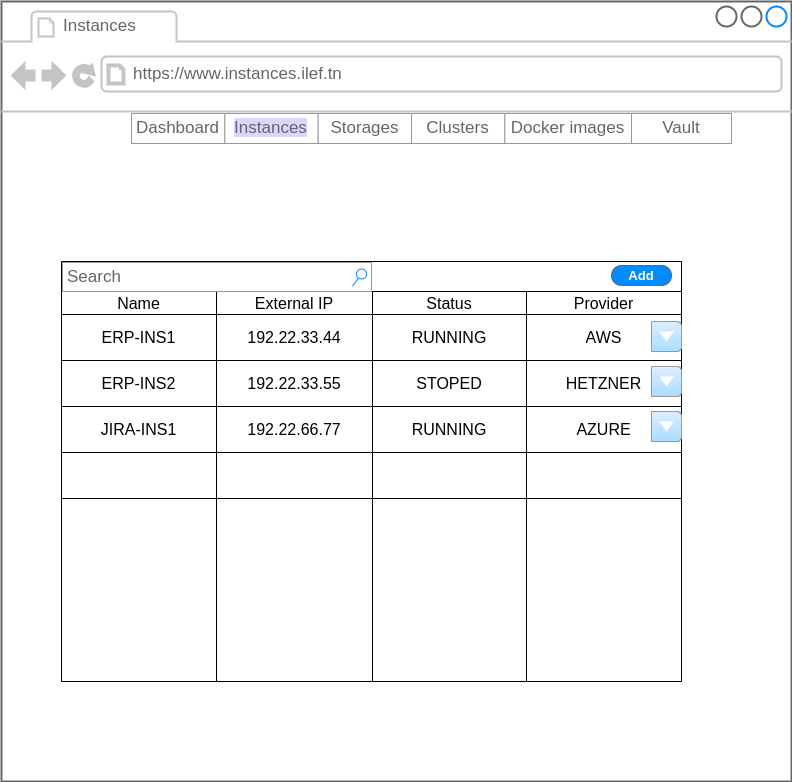 Instances
https://www.instances.ilef.tn
Dashboard Instances Storages Clusters Docker images Vault
Search Add
Name External IP Status Provider
ERP-INS1 192.22.33.44 RUNNING AWS
ERP-INS2 192.22.33.55 STOPED HETZNER
JIRA-INS1 192.22.66.77 RUNNING AZURE